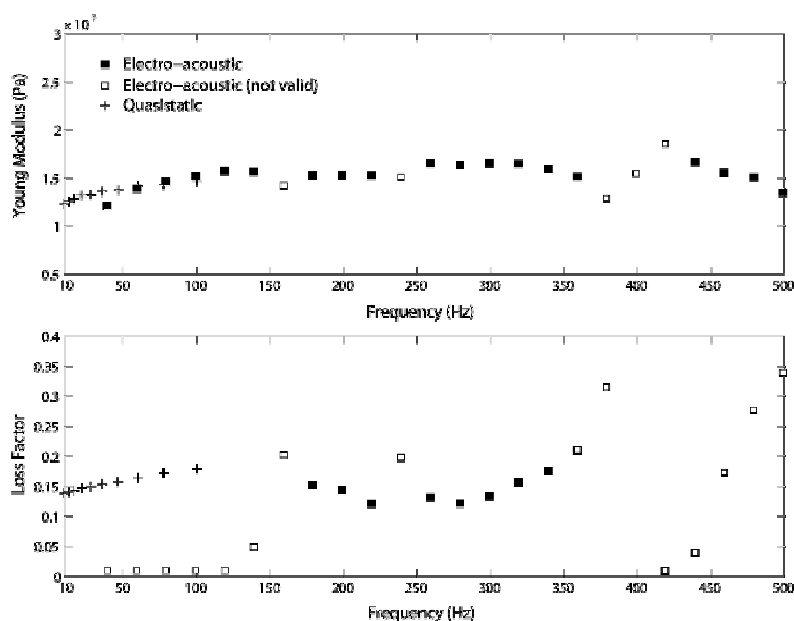 × 10⁷
3
2.5
2
1.5
1
0.5
Young Modulus (Pa)
Electro-acoustic
Electro-acoustic (not valid)
Quasistatic
10 50 100 150 200 250 300 350 400 450 500
Frequency (Hz)
0.4
0.35
0.3
0.25
0.2
0.15
0.1
0.05
0
Loss Factor
10 50 100 150 200 250 300 350 400 450 500
Frequency (Hz)